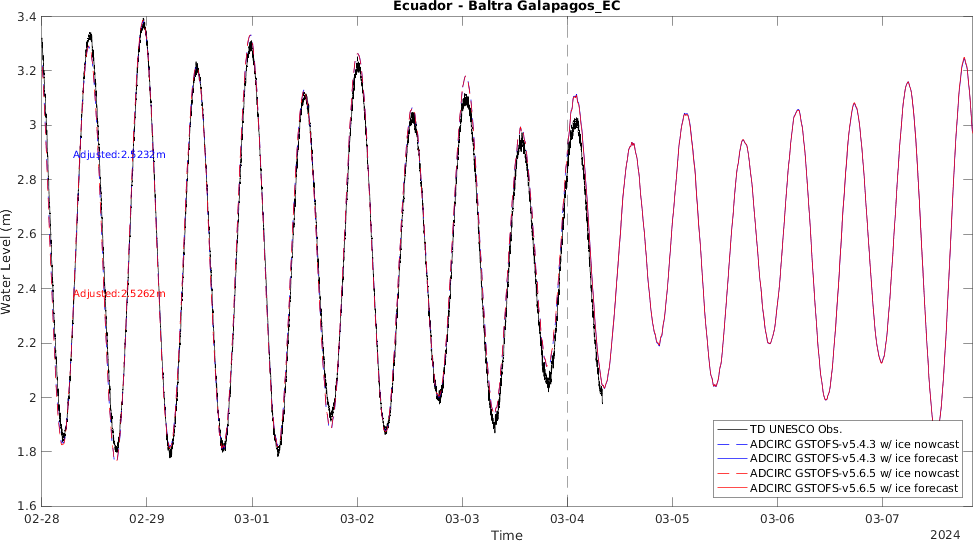 Ecuador - Baltra Galapagos_EC
Water Level (m)
3.4
3.2
3
2.8
2.6
2.4
2.2
2
1.8
1.6
Adjusted:2.5232m
Adjusted:2.5262m
TD UNESCO Obs.
ADCIRC GSTOFS-v5.4.3 w/ ice nowcast
ADCIRC GSTOFS-v5.4.3 w/ ice forecast
ADCIRC GSTOFS-v5.6.5 w/ ice nowcast
ADCIRC GSTOFS-v5.6.5 w/ ice forecast
02-28 02-29 03-01 03-02 03-03 03-04 03-05 03-06 03-07
Time
2024